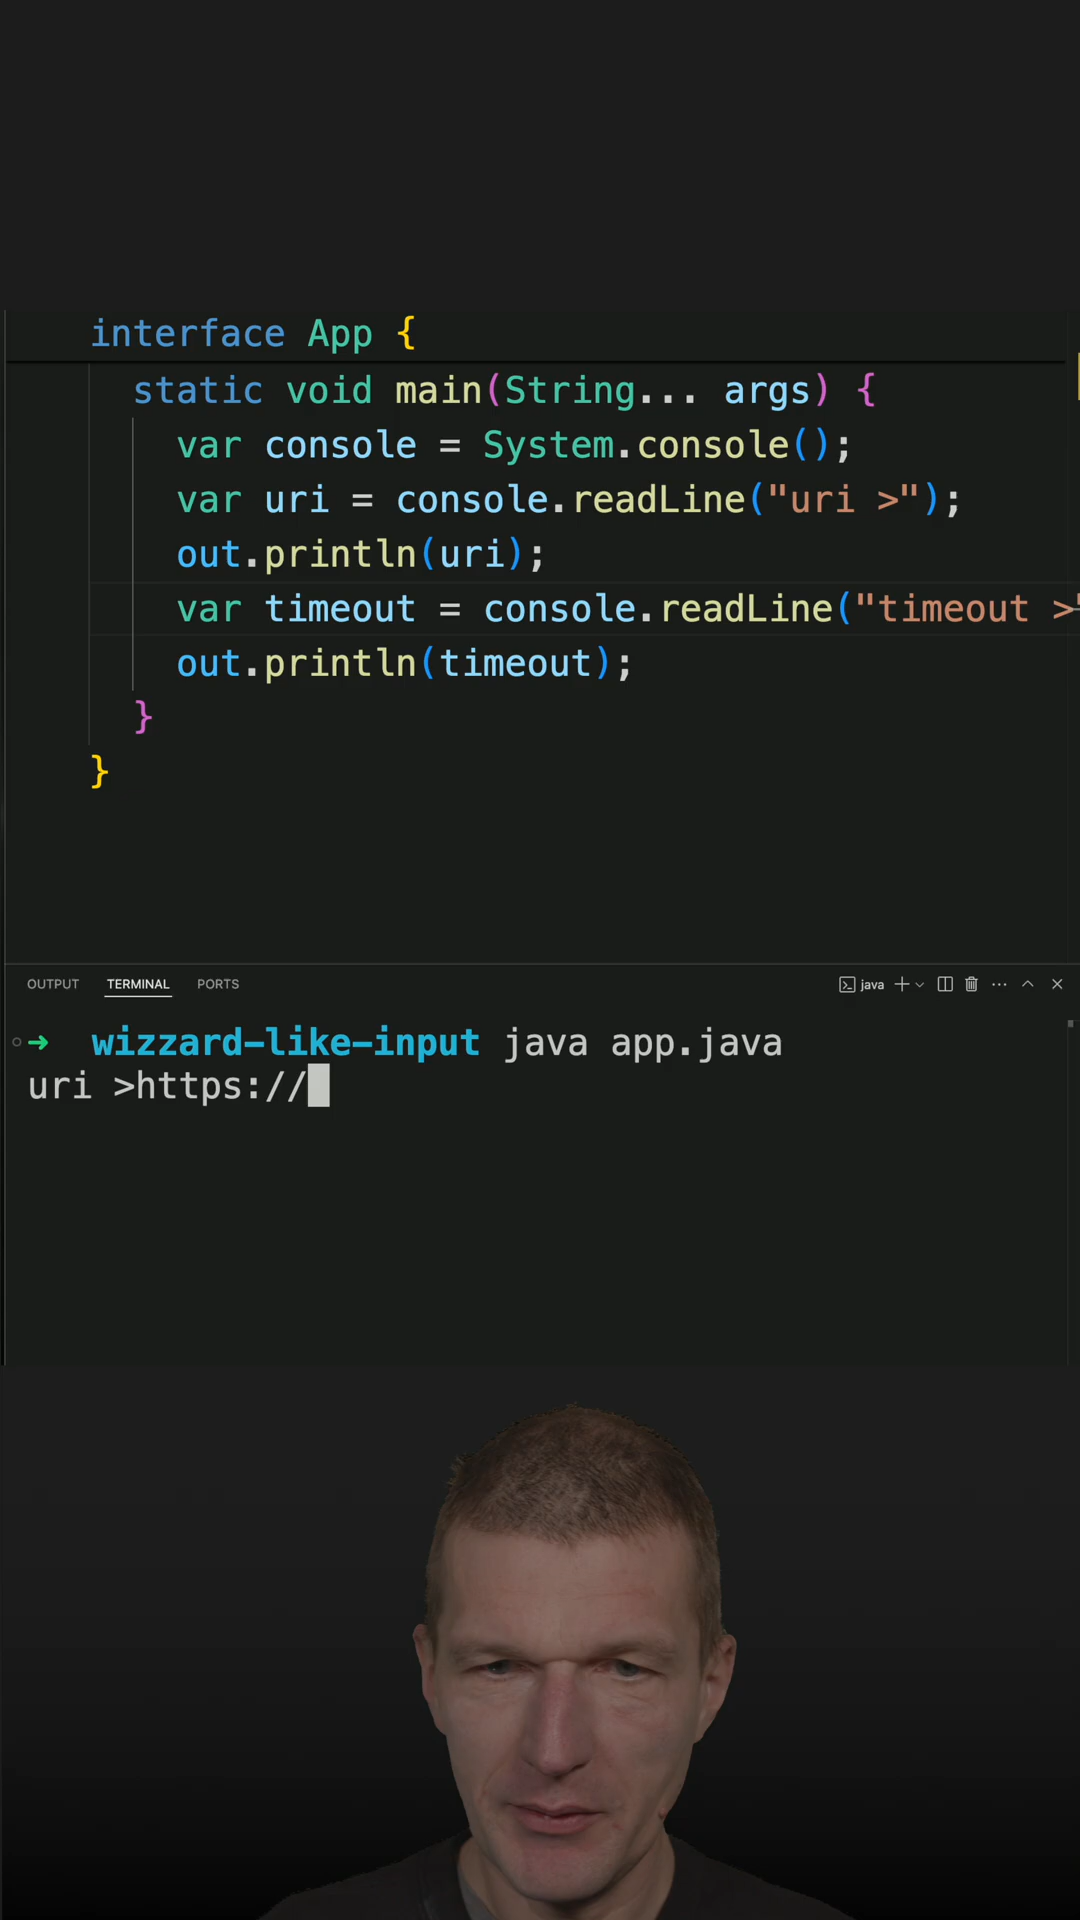 interface App {
static void main(String... args) {
var console = System.console();
var uri = console.readLine("uri >");
out.println(uri);
var timeout = console.readLine("timeout >"
out.println(timeout);
}
}
OUTPUT TERMINAL PORTS java
➜ wizzard-like-input java app.java
uri >https://